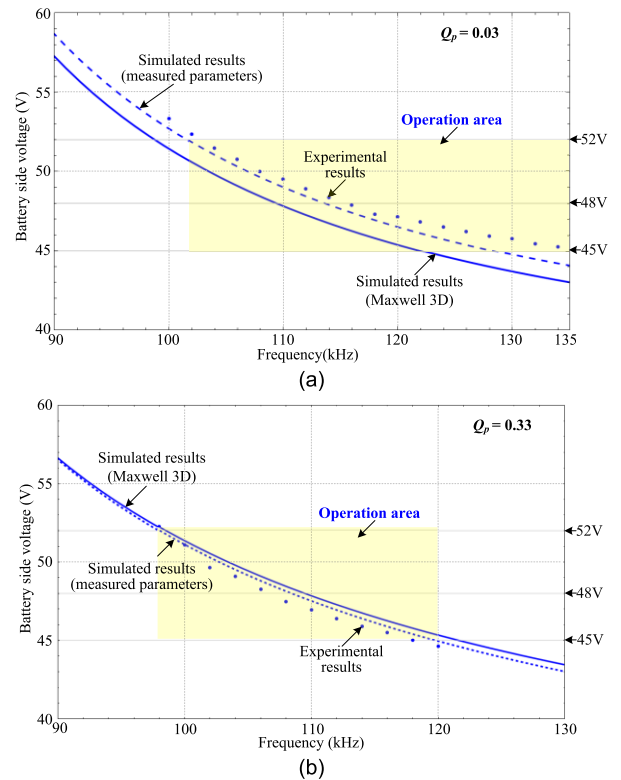 60
Q_p = 0.03
Simulated results
(measured parameters)
55
Operation area
52V
Experimental
results
50
48V
45
45V
Simulated results
(Maxwell 3D)
40
90
100
110
120
130
135
Battery side voltage (V)
Frequency(kHz)
(a)
60
Q_p = 0.33
Simulated results
(Maxwell 3D)
55
Operation area
52V
50
Simulated results
(measured parameters)
48V
45
45V
Experimental
results
40
90
100
110
120
130
Battery side voltage (V)
Frequency (kHz)
(b)